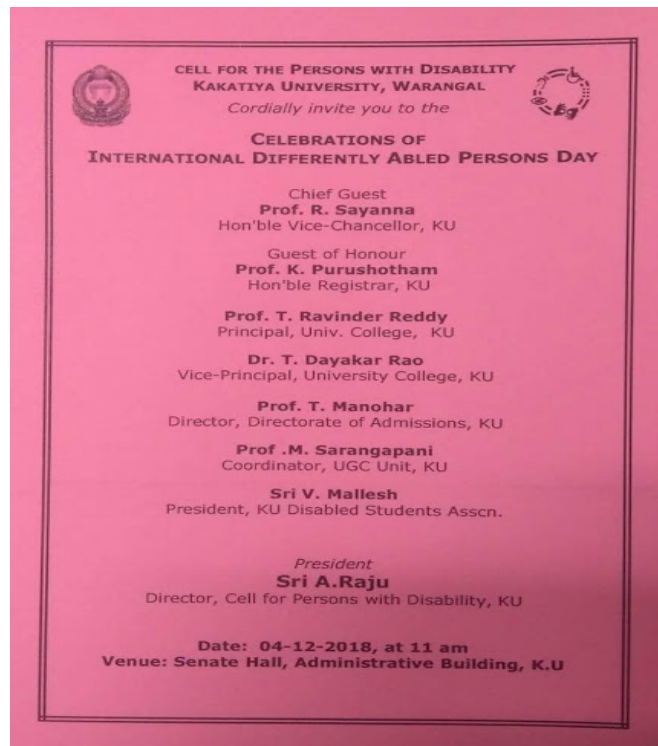 CELL FOR THE PERSONS WITH DISABILITY
KAKATIYA UNIVERSITY, WARANGAL
Cordially invite you to the
CELEBRATIONS OF
INTERNATIONAL DIFFERENTLY ABLED PERSONS DAY
Chief Guest
Prof. R. Sayanna
Hon'ble Vice-Chancellor, KU
Guest of Honour
Prof. K. Purushotham
Hon'ble Registrar, KU
Prof. T. Ravinder Reddy
Principal, Univ. College, KU
Dr. T. Dayakar Rao
Vice-Principal, University College, KU
Prof. T. Manohar
Director, Directorate of Admissions, KU
Prof .M. Sarangapani
Coordinator, UGC Unit, KU
Sri V. Mallesh
President, KU Disabled Students Asscn.
President
Sri A.Raju
Director, Cell for Persons with Disability, KU
Date: 04-12-2018, at 11 am
Venue: Senate Hall, Administrative Building, K.U